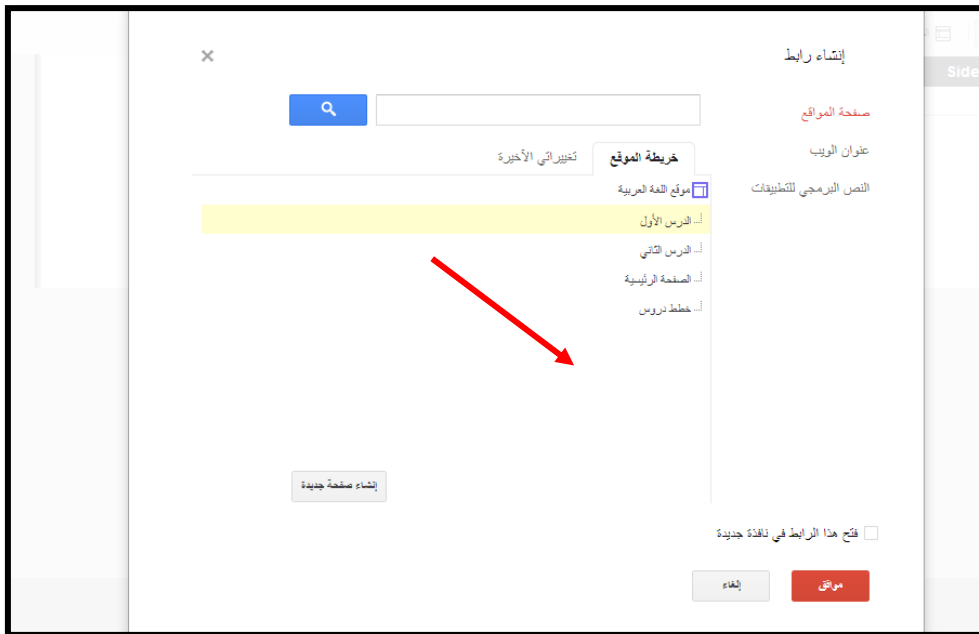 إنشاء رابط
Side
صفحة المواقع
عنوان الويب
النص البرمجي للتطبيقات
خريطة الموقع تغييراتي الأخيرة
موقع اللغة العربية
الدرس الأول
الدرس الثاني
الصفحة الرئيسية
خطط دروس
إنشاء صفحة جديدة
فتح هذا الرابط في نافذة جديدة
موافق إلغاء